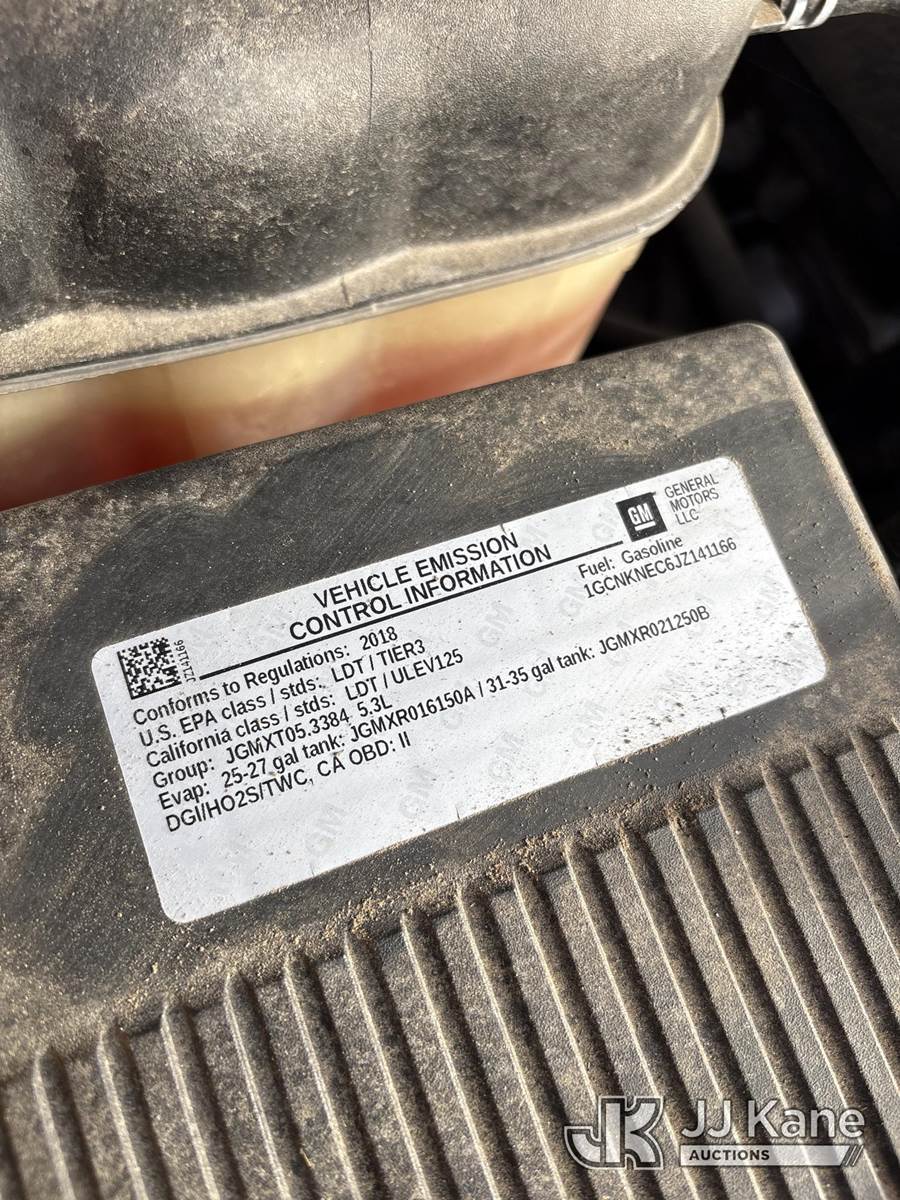 VEHICLE EMISSION
CONTROL INFORMATION
GM
GENERAL
MOTORS
LLC
JZ141166
Conforms to Regulations: 2018
Fuel: Gasoline
U.S. EPA class / stds: LDT / TIER3
1GCNKNEC6JZ141166
California class / stds: LDT / ULEV125
Group: JGMXT05.3384 5.3L
Evap: 25-27 gal tank: JGMXR016150A / 31-35 gal tank: JGMXR021250B
DGI/HO2S/TWC, CA OBD: II
JK JJ Kane
AUCTIONS